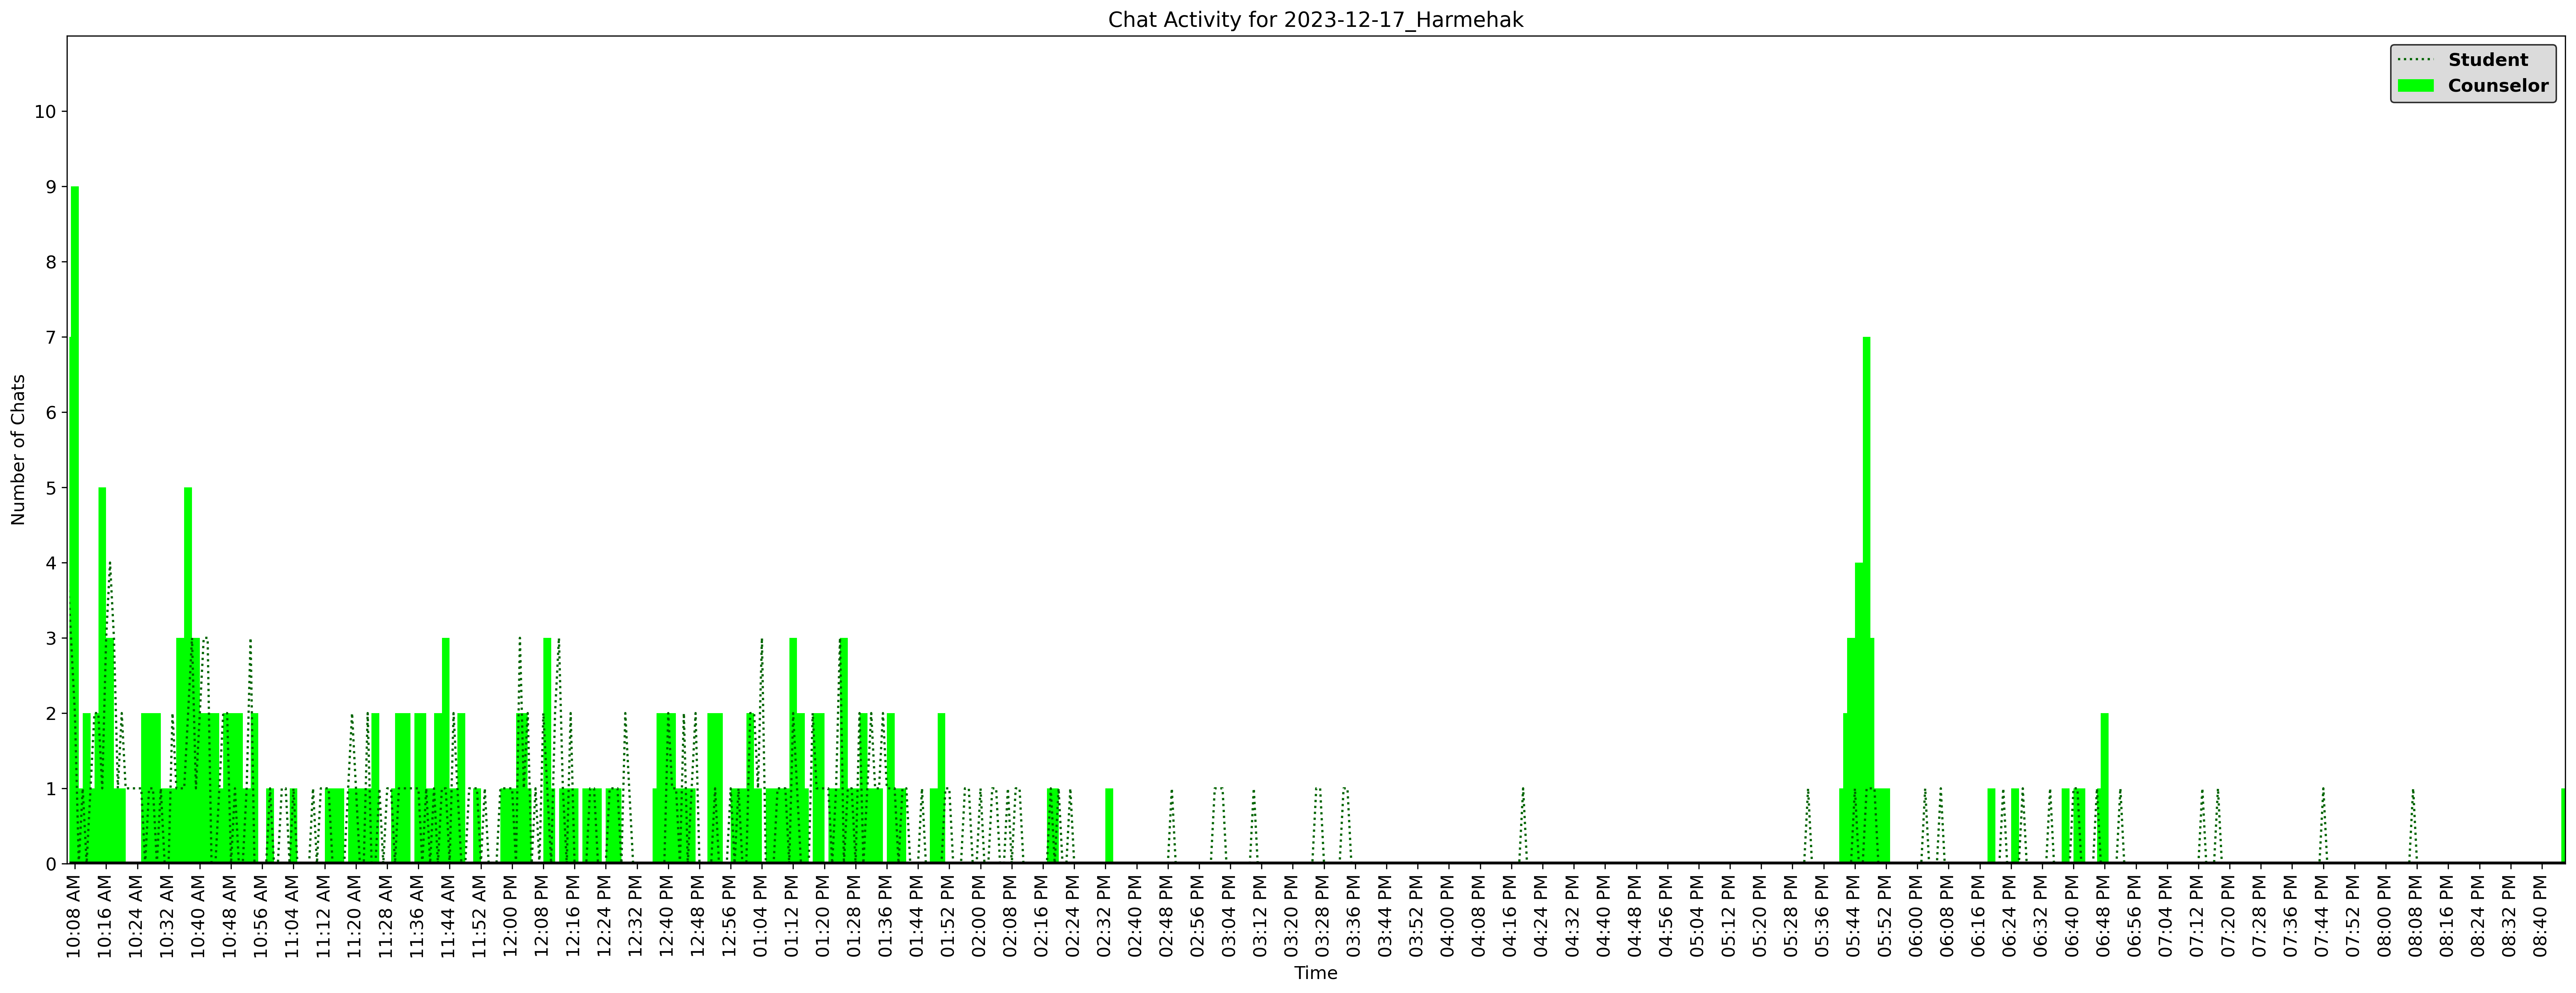 Chat Activity for 2023-12-17_Harmehak
Student
Counselor
Number of Chats
10
9
8
7
6
5
4
3
2
1
0
10:08 AM
10:16 AM
10:24 AM
10:32 AM
10:40 AM
10:48 AM
10:56 AM
11:04 AM
11:12 AM
11:20 AM
11:28 AM
11:36 AM
11:44 AM
11:52 AM
12:00 PM
12:08 PM
12:16 PM
12:24 PM
12:32 PM
12:40 PM
12:48 PM
12:56 PM
01:04 PM
01:12 PM
01:20 PM
01:28 PM
01:36 PM
01:44 PM
01:52 PM
02:00 PM
02:08 PM
02:16 PM
02:24 PM
02:32 PM
02:40 PM
02:48 PM
02:56 PM
03:04 PM
03:12 PM
03:20 PM
03:28 PM
03:36 PM
03:44 PM
03:52 PM
04:00 PM
04:08 PM
04:16 PM
04:24 PM
04:32 PM
04:40 PM
04:48 PM
04:56 PM
05:04 PM
05:12 PM
05:20 PM
05:28 PM
05:36 PM
05:44 PM
05:52 PM
06:00 PM
06:08 PM
06:16 PM
06:24 PM
06:32 PM
06:40 PM
06:48 PM
06:56 PM
07:04 PM
07:12 PM
07:20 PM
07:28 PM
07:36 PM
07:44 PM
07:52 PM
08:00 PM
08:08 PM
08:16 PM
08:24 PM
08:32 PM
08:40 PM
Time